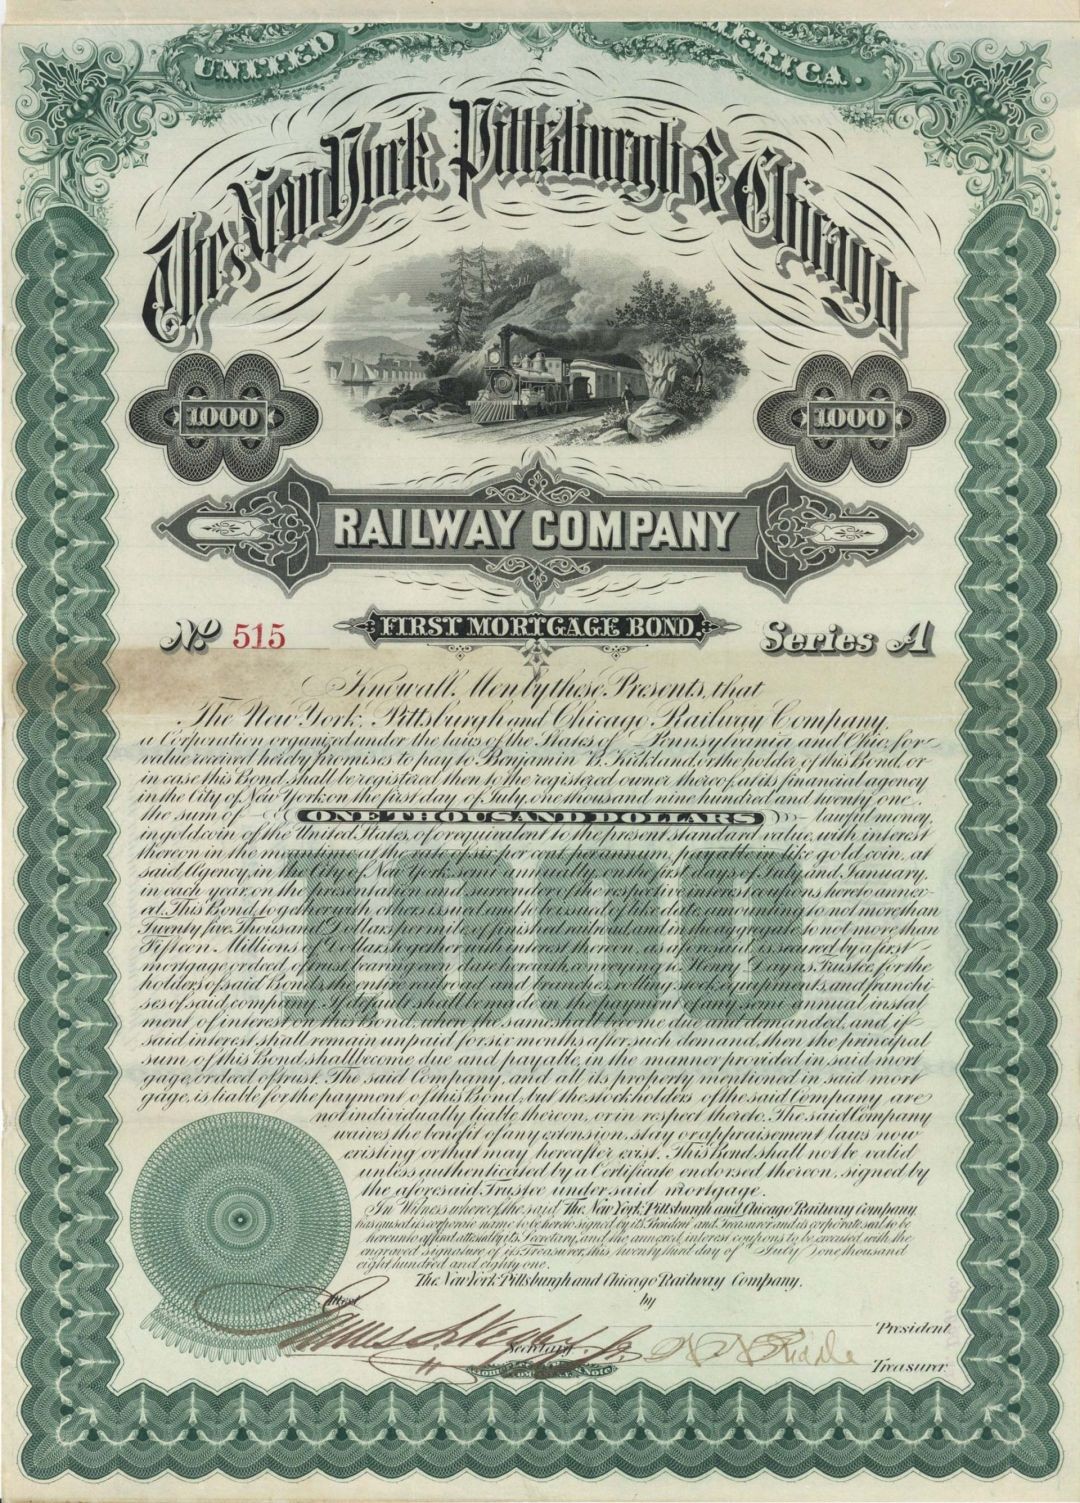 UNITED AMERICA.
The New York Pittsburgh & Chicago
1000 1000
RAILWAY COMPANY
No 515 FIRST MORTGAGE BOND. Series A
Know all Men by these Presents, that
The New York, Pittsburgh and Chicago Railway Company,
a Corporation organized under the laws of the States of Pennsylvania and Ohio, for
value received hereby promises to pay to Benjamin B. Kirkland, or the holder of this Bond, or
in case this Bond shall be registered then to the registered owner thereof, at its financial agency
in the City of New York, on the first day of July, one thousand nine hundred and twenty one,
the sum of ONE THOUSAND DOLLARS lawful money,
in gold coin of the United States, of or equivalent to the present standard value, with interest
thereon in the meantime at the rate of six per cent per annum, payable in like gold coin, at
said Agency, in the City of New York semi annually, on the first days of July and January,
in each year, on the presentation and surrender of the respective interest coupons hereto annex-
ed. This Bond, together with others issued and to be issued of like date, amounting to not more than
Twenty five Thousand Dollars per mile of finished railroad, and in the aggregate to not more than
Fifteen Millions of Dollars together with interest thereon, as aforesaid, is secured by a first
mortgage, or deed of trust, bearing even date herewith, conveying to Henry Day, as Trustee, for the
holders of said Bonds, the entire railroad and branches, rolling stock, equipments, and franchi-
ses of said company. If default shall be made in the payment of any semi annual instal
ment of interest on this Bond, when the same shall become due and demanded, and if
said interest shall remain unpaid for six months after such demand, then the principal
sum of this Bond shall become due and payable, in the manner provided in said mort
gage, or deed of trust. The said Company, and all its property mentioned in said mort
gage, is liable for the payment of this Bond, but the stockholders of the said Company are
not individually liable thereon, or in respect thereto. The said Company
waives the benefit of any extension, stay or appraisement laws now
existing or that may hereafter exist. This Bond shall not be valid
unless authenticated by a Certificate endorsed thereon, signed by
the aforesaid Trustee under said mortgage.
In Witness whereof the said The New York, Pittsburgh and Chicago Railway Company
has caused its corporate name to be hereto signed by its President and Treasurer and its corporate seal to be
hereunto affixed attested by its Secretary, and the annexed interest coupons to be executed with the
engraved signature of its Treasurer, this twenty third day of July one thousand
eight hundred and eighty one.
The New York Pittsburgh and Chicago Railway Company.
by
Attest
President
Secretary
Treasurer
1000